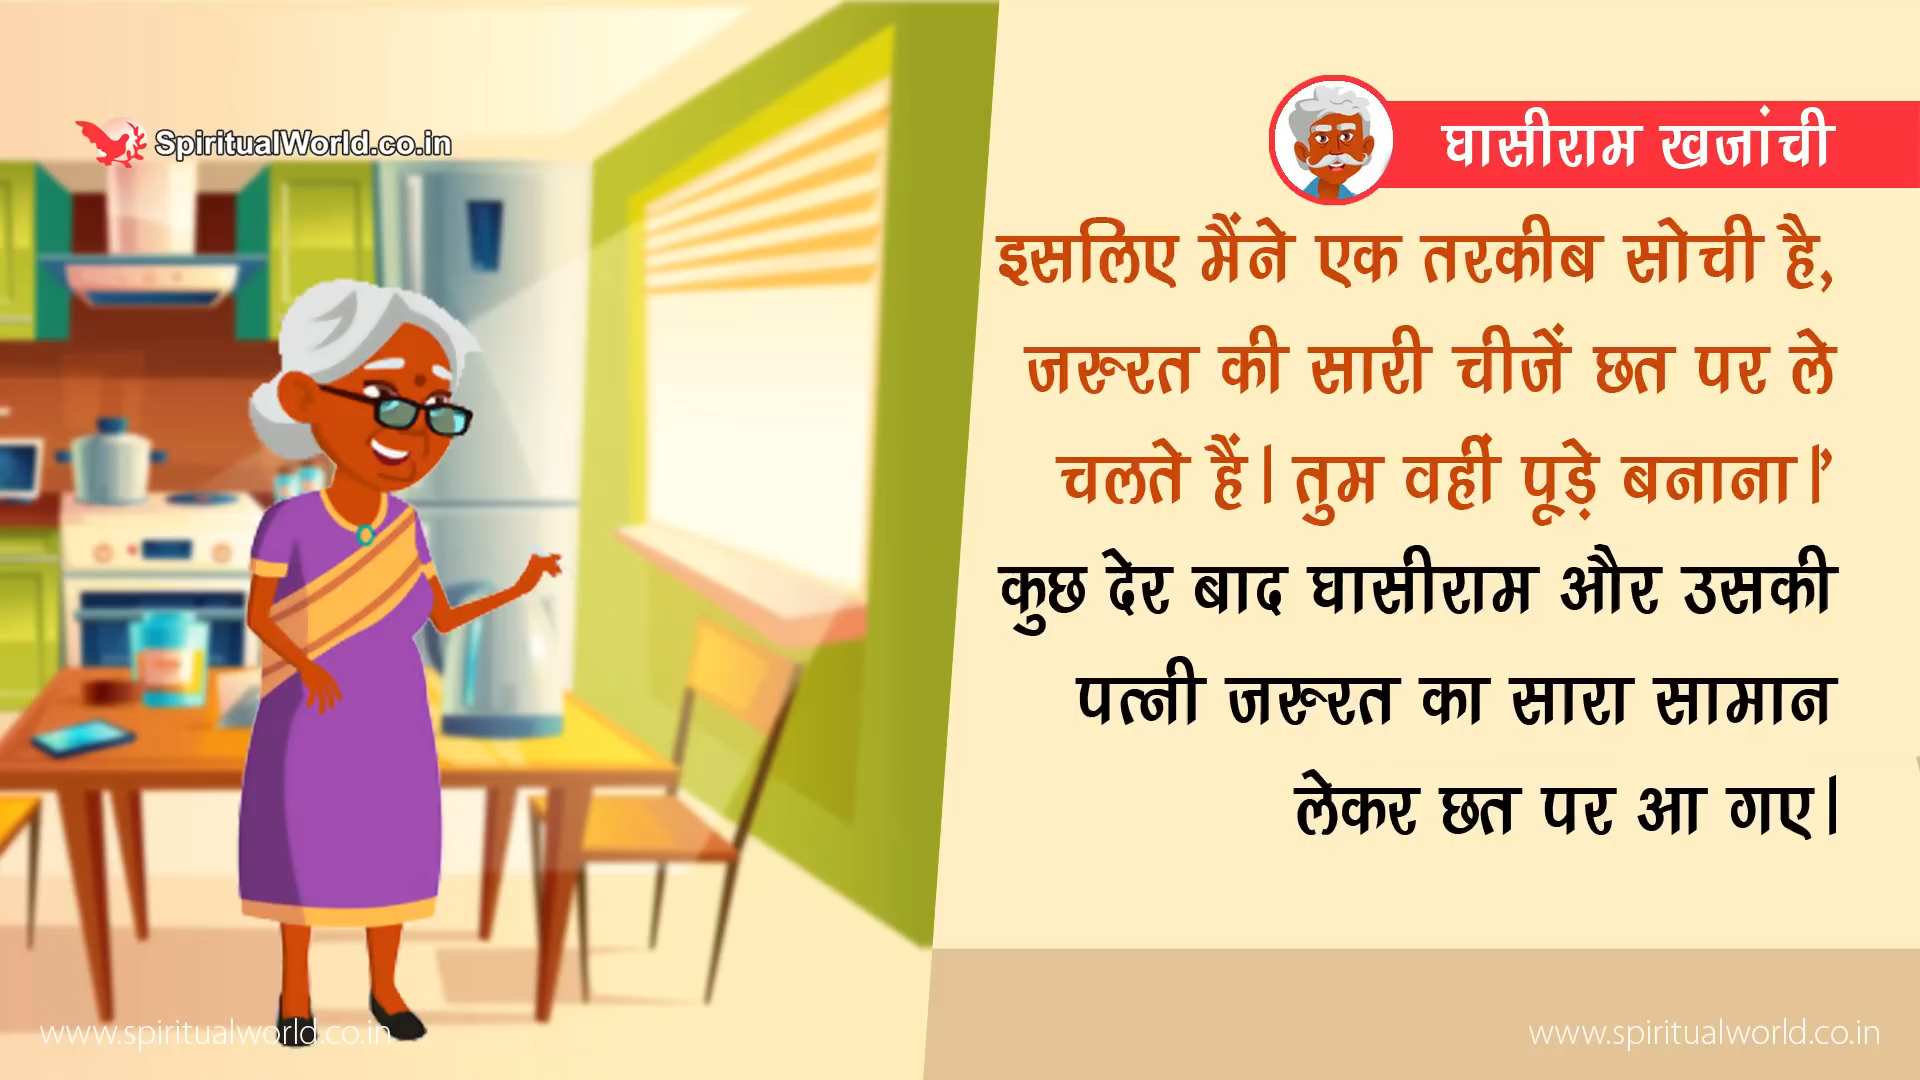 SpiritualWorld.co.in
घासीराम खजांची
इसलिए मैंने एक तरकीब सोची है,
जरूरत की सारी चीजें छत पर ले
चलते हैं। तुम वहीं पूड़े बनाना।’
कुछ देर बाद घासीराम और उसकी
पत्नी जरूरत का सारा सामान
लेकर छत पर आ गए।
www.spiritualworld.co.in
www.spiritualworld.co.in